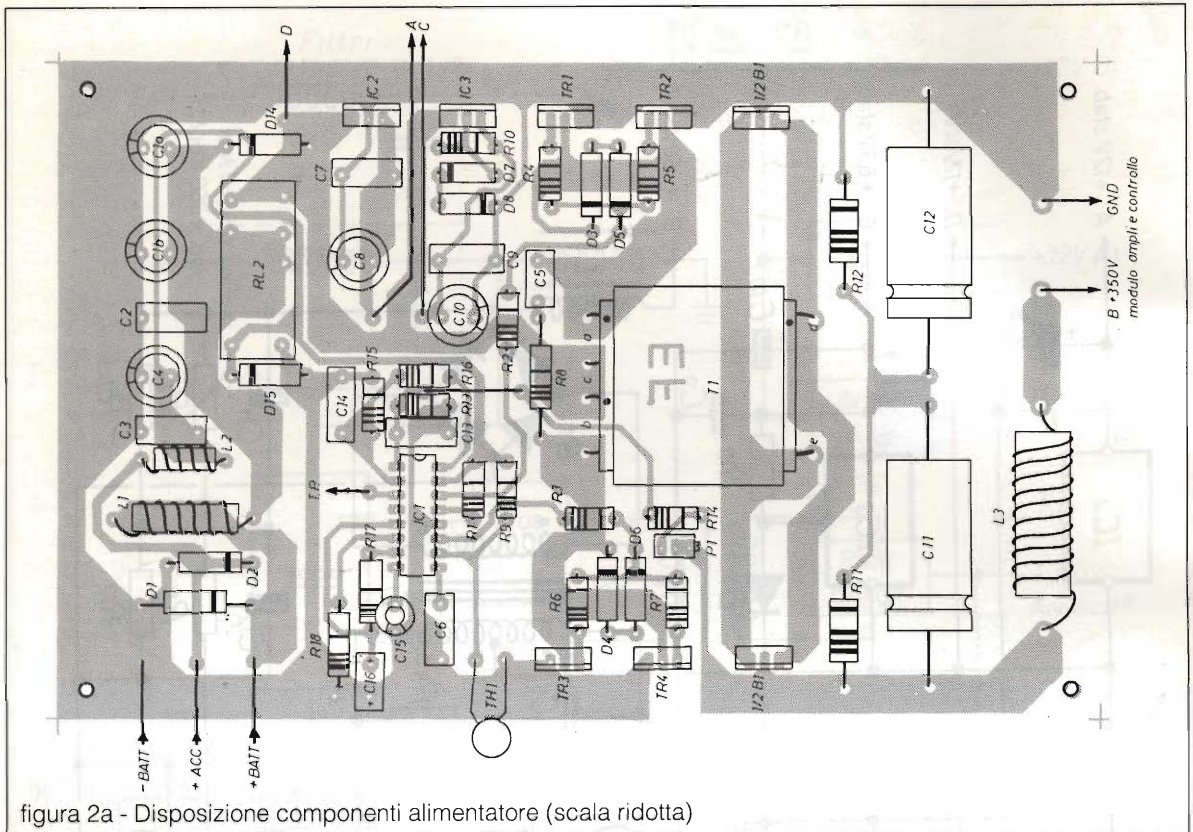 D
A
C
C1a
D14
IC2
IC3
TR1
TR2
1/2 B1
R10
C7
D7
R4
R5
D8
D3
D5
C1b
C8
RL2
C9
C5
R12
C12
GND
B +350V
modulo ampli e controllo
C2
C10
R2
C4
D15
R15
R16
C14
R13
C13
R8
a
c
b
d
e
EE
T1
C3
L2
L1
T.P.
IC1
R1
R9
R3
R14
P1
D6
L3
C11
R11
D1
D2
R17
R18
C15
C6
+C16
TH1
R6
D4
R7
TR3
TR4
1/2 B1
-BATT
+ ACC
+BATT
figura 2a - Disposizione componenti alimentatore (scala ridotta)